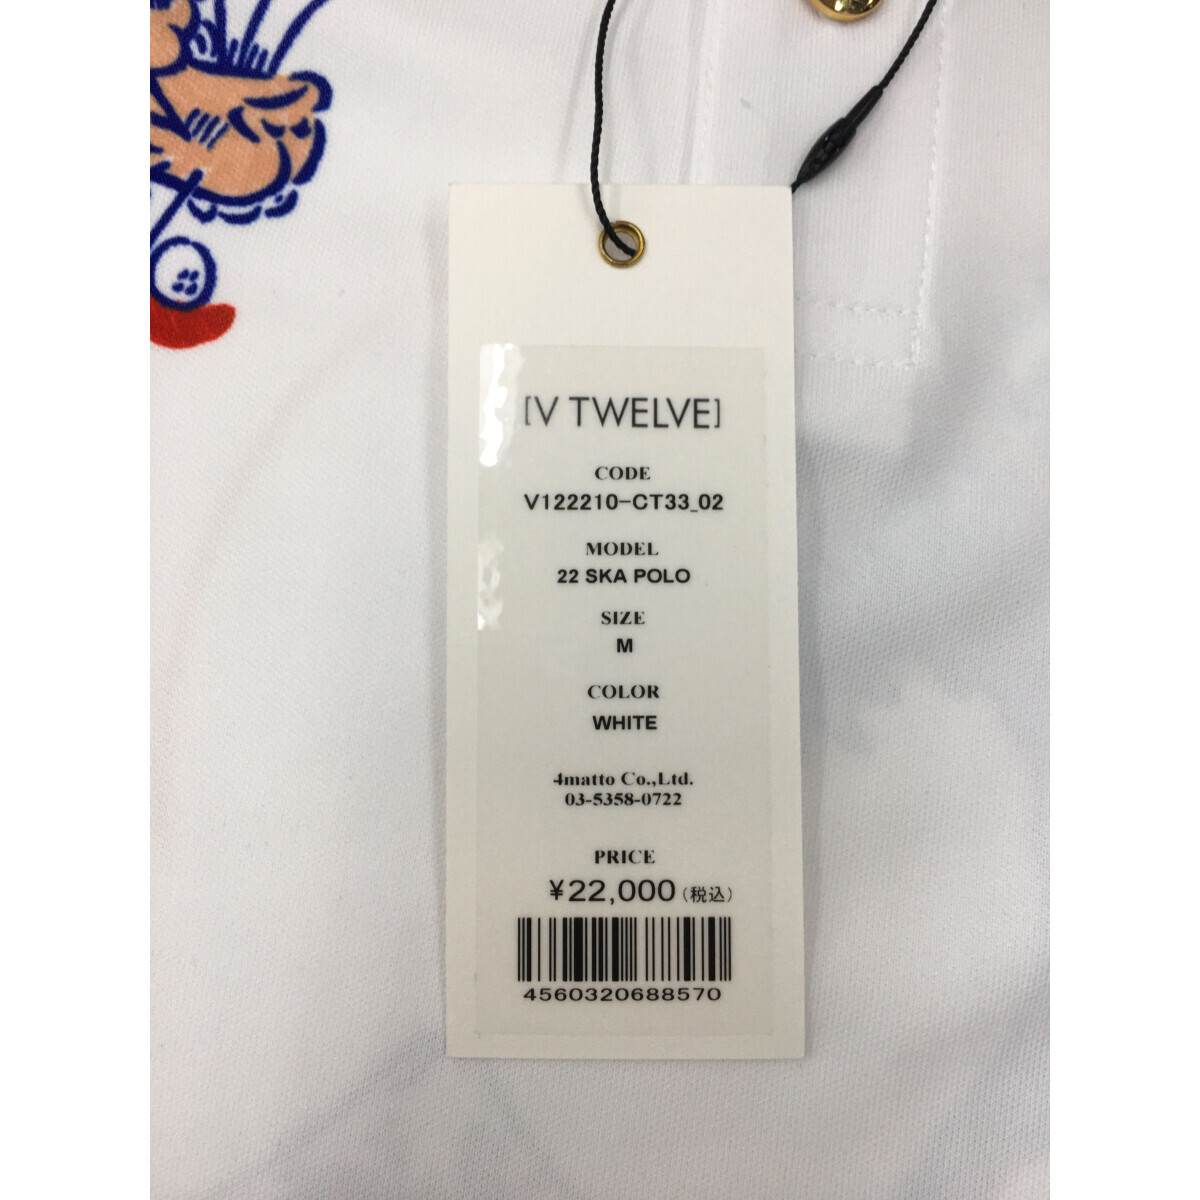 [V TWELVE]
CODE
V122210-CT33_02
MODEL
22 SKA POLO
SIZE
M
COLOR
WHITE
4matto Co.,Ltd.
03-5358-0722
PRICE
¥22,000(税込)
4560320688570